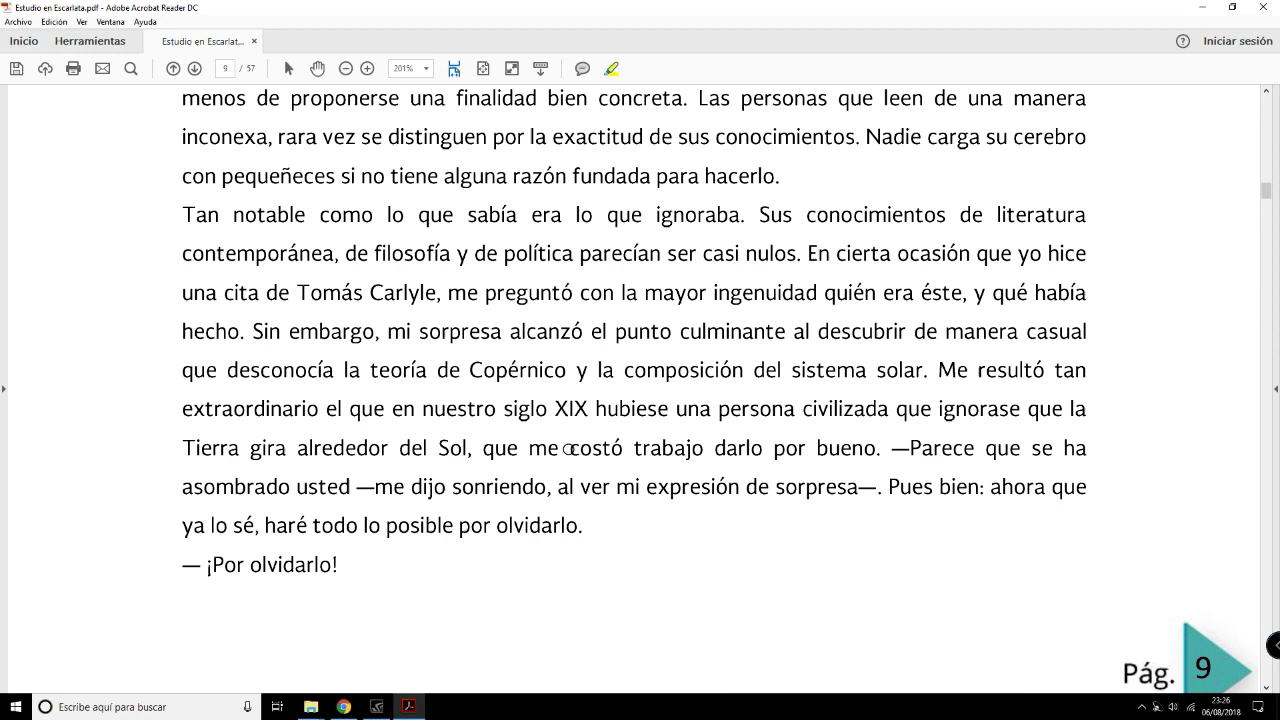 Estudio en Escarlata.pdf - Adobe Acrobat Reader DC
Archivo Edición Ver Ventana Ayuda
Inicio Herramientas Estudio en Escarlat... × ? Iniciar sesión
9 / 57 201%
menos de proponerse una finalidad bien concreta. Las personas que leen de una manera
inconexa, rara vez se distinguen por la exactitud de sus conocimientos. Nadie carga su cerebro
con pequeñeces si no tiene alguna razón fundada para hacerlo.
Tan notable como lo que sabía era lo que ignoraba. Sus conocimientos de literatura
contemporánea, de filosofía y de política parecían ser casi nulos. En cierta ocasión que yo hice
una cita de Tomás Carlyle, me preguntó con la mayor ingenuidad quién era éste, y qué había
hecho. Sin embargo, mi sorpresa alcanzó el punto culminante al descubrir de manera casual
que desconocía la teoría de Copérnico y la composición del sistema solar. Me resultó tan
extraordinario el que en nuestro siglo XIX hubiese una persona civilizada que ignorase que la
Tierra gira alrededor del Sol, que me costó trabajo darlo por bueno. —Parece que se ha
asombrado usted —me dijo sonriendo, al ver mi expresión de sorpresa—. Pues bien: ahora que
ya lo sé, haré todo lo posible por olvidarlo.
— ¡Por olvidarlo!
Pág. 9
Escribe aquí para buscar
23:26
06/08/2018